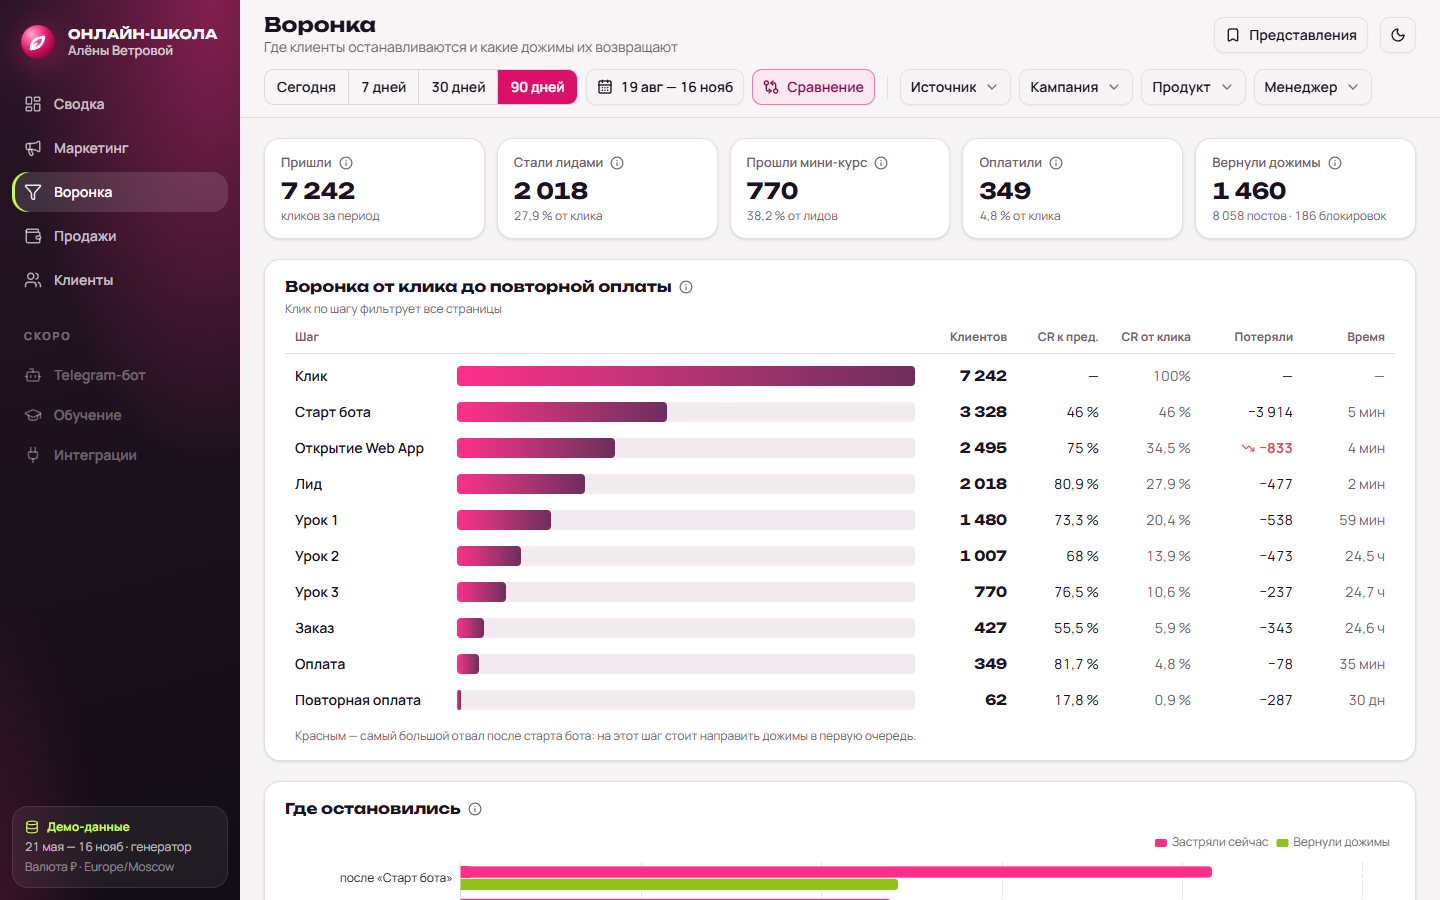 ОНЛАЙН-ШКОЛА
Алёны Ветровой
Сводка
Маркетинг
Воронка
Продажи
Клиенты
СКОРО
Telegram-бот
Обучение
Интеграции
Демо-данные
21 мая — 16 нояб · генератор
Валюта ₽ · Europe/Moscow
Воронка
Где клиенты останавливаются и какие дожимы их возвращают
Представления
Сегодня 7 дней 30 дней 90 дней 19 авг — 16 нояб Сравнение Источник Кампания Продукт Менеджер
Пришли
7 242
кликов за период
Стали лидами
2 018
27,9 % от клика
Прошли мини-курс
770
38,2 % от лидов
Оплатили
349
4,8 % от клика
Вернули дожимы
1 460
8 058 постов · 186 блокировок
Воронка от клика до повторной оплаты
Клик по шагу фильтрует все страницы
Шаг Клиентов CR к пред. CR от клика Потеряли Время
Клик 7 242 — 100% — —
Старт бота 3 328 46 % 46 % −3 914 5 мин
Открытие Web App 2 495 75 % 34,5 % −833 4 мин
Лид 2 018 80,9 % 27,9 % −477 2 мин
Урок 1 1 480 73,3 % 20,4 % −538 59 мин
Урок 2 1 007 68 % 13,9 % −473 24,5 ч
Урок 3 770 76,5 % 10,6 % −237 24,7 ч
Заказ 427 55,5 % 5,9 % −343 24,6 ч
Оплата 349 81,7 % 4,8 % −78 35 мин
Повторная оплата 62 17,8 % 0,9 % −287 30 дн
Красным — самый большой отвал после старта бота: на этот шаг стоит направить дожимы в первую очередь.
Где остановились
Застряли сейчас Вернули дожимы
после «Старт бота»